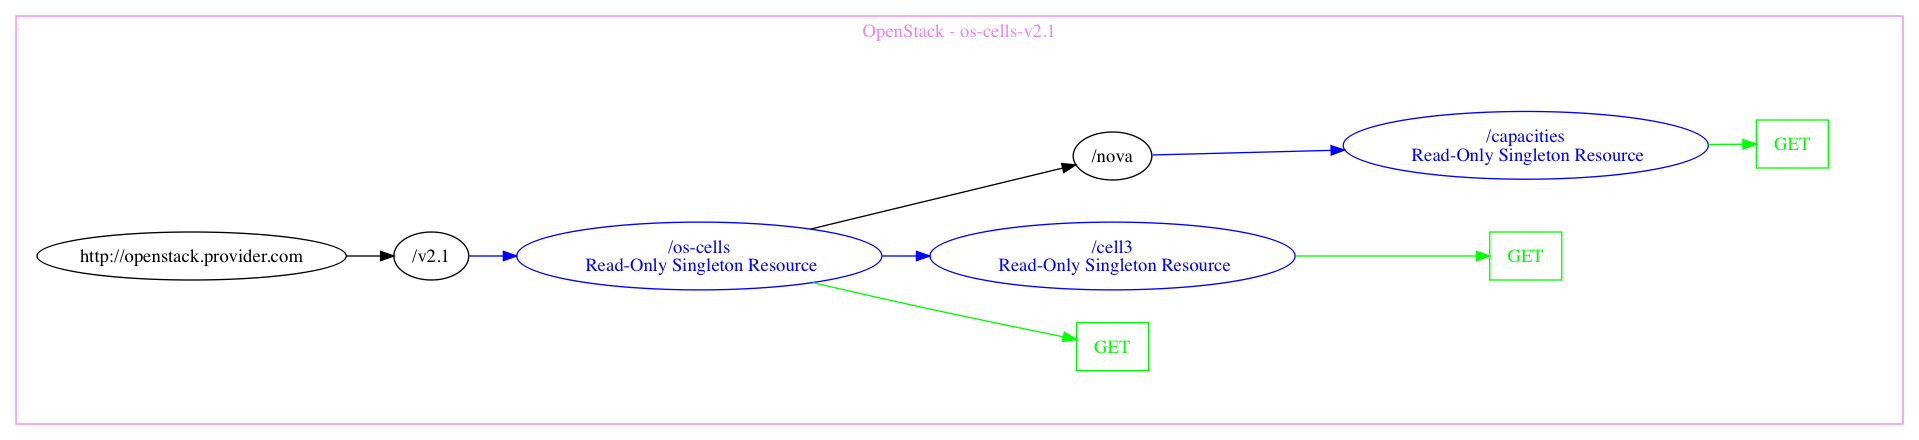 OpenStack - os-cells-v2.1
http://openstack.provider.com
/v2.1
/os-cells
Read-Only Singleton Resource
/nova
/capacities
Read-Only Singleton Resource
GET
/cell3
Read-Only Singleton Resource
GET
GET